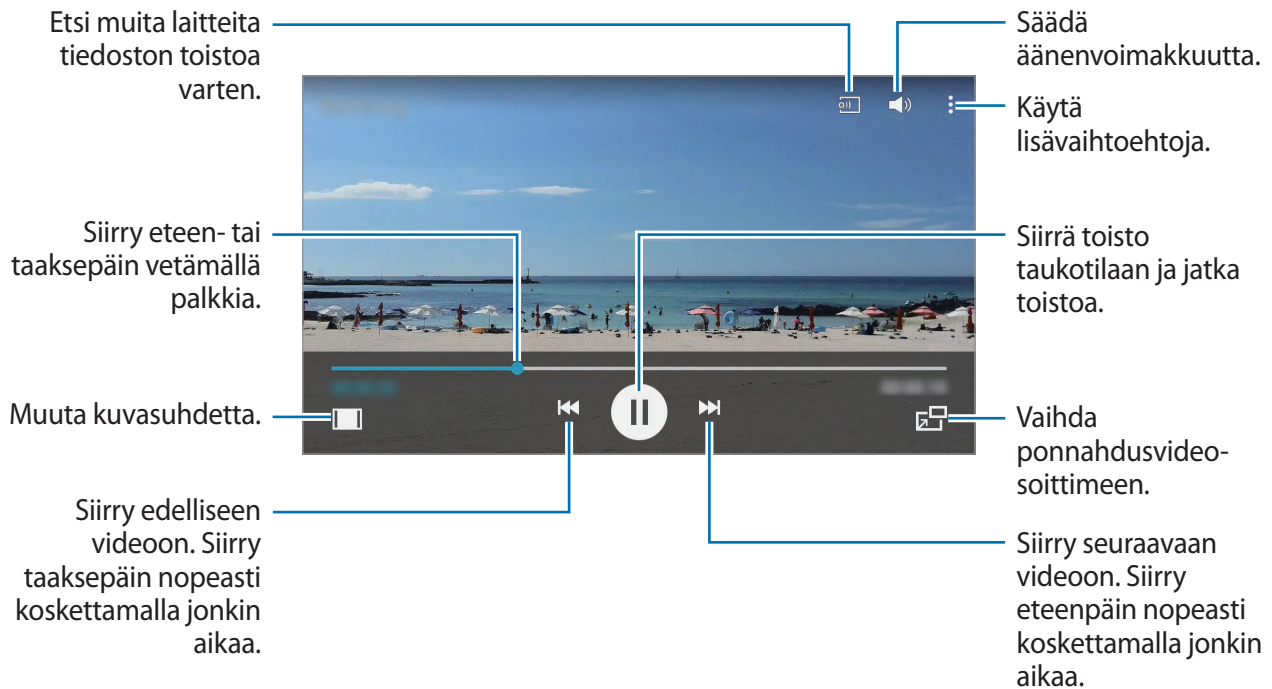 Etsi muita laitteita
tiedoston toistoa
varten.
Säädä
äänenvoimakkuutta.
Käytä
lisävaihtoehtoja.
Siirry eteen- tai
taaksepäin vetämällä
palkkia.
Siirrä toisto
taukotilaan ja jatka
toistoa.
Muuta kuvasuhdetta.
Vaihda
ponnahdusvideo-
soittimeen.
Siirry edelliseen
videoon. Siirry
taaksepäin nopeasti
koskettamalla jonkin
aikaa.
Siirry seuraavaan
videoon. Siirry
eteenpäin nopeasti
koskettamalla jonkin
aikaa.